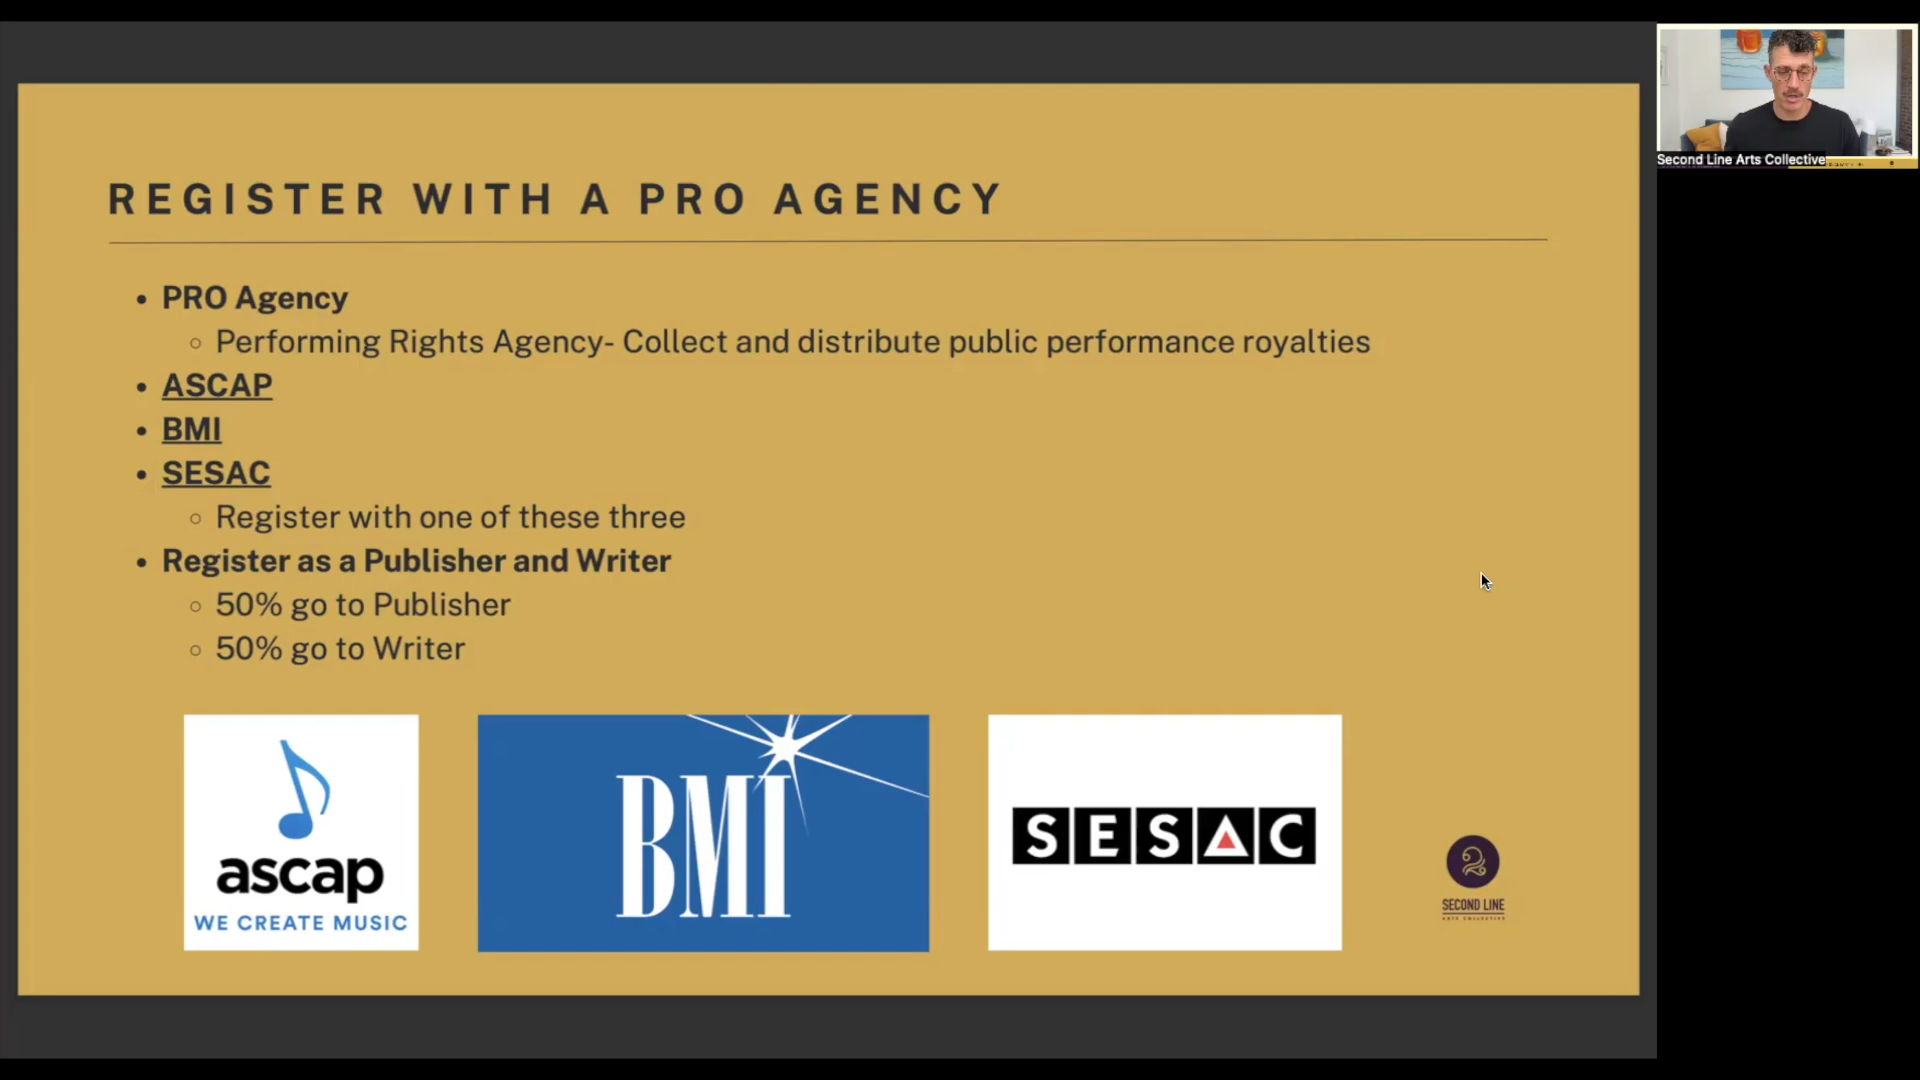 REGISTER WITH A PRO AGENCY
PRO Agency
Performing Rights Agency- Collect and distribute public performance royalties
ASCAP
BMI
SESAC
Register with one of these three
Register as a Publisher and Writer
50% go to Publisher
50% go to Writer
ascap
WE CREATE MUSIC
BMI
SESAC
SECOND LINE
ARTS COLLECTIVE
Second Line Arts Collective